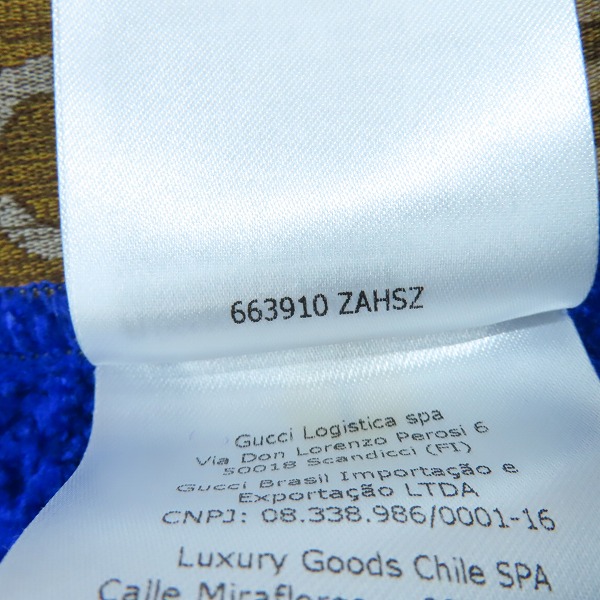 663910 ZAHSZ
Gucci Logistica spa
Via Don Lorenzo Perosi 6
50018 Scandicci (FI)
Gucci Brasil Importação e
Exportação LTDA
CNPJ: 08.338.986/0001-16
Luxury Goods Chile SPA
Calle